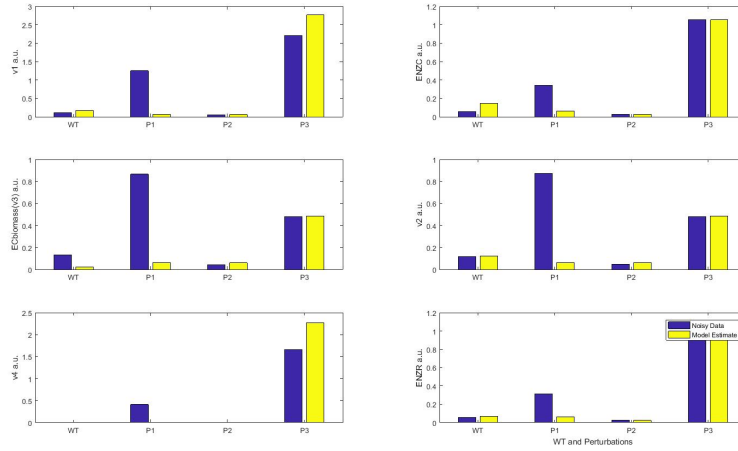 3
2.5
2
1.5
1
0.5
0
v1 a.u.
WT P1 P2 P3
1.2
1
0.8
0.6
0.4
0.2
0
ENZC a.u.
WT P1 P2 P3
1
0.8
0.6
0.4
0.2
0
ECbiomass(v3) a.u.
WT P1 P2 P3
1
0.8
0.6
0.4
0.2
0
v2 a.u.
WT P1 P2 P3
2.5
2
1.5
1
0.5
0
v4 a.u.
WT P1 P2 P3
1.2
1
0.8
0.6
0.4
0.2
0
ENZR a.u.
Noisy Data
Model Estimate
WT P1 P2 P3
WT and Perturbations